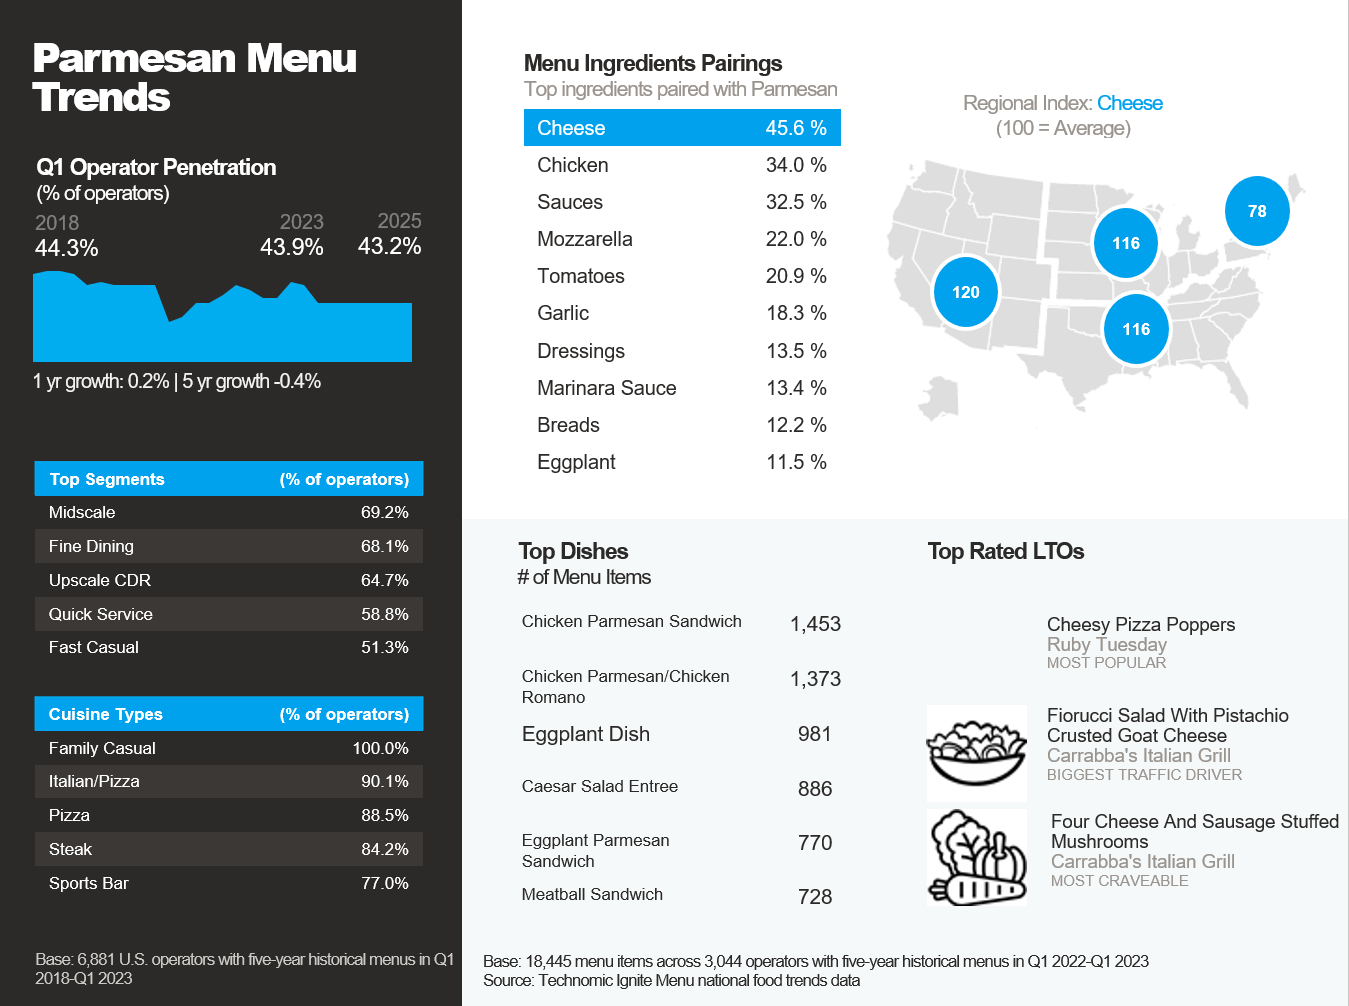 Parmesan Menu
Trends
Q1 Operator Penetration
(% of operators)
2018 2023 2025
44.3% 43.9% 43.2%
1 yr growth: 0.2% | 5 yr growth -0.4%
Top Segments (% of operators)
Midscale 69.2%
Fine Dining 68.1%
Upscale CDR 64.7%
Quick Service 58.8%
Fast Casual 51.3%
Cuisine Types (% of operators)
Family Casual 100.0%
Italian/Pizza 90.1%
Pizza 88.5%
Steak 84.2%
Sports Bar 77.0%
Base: 6,881 U.S. operators with five-year historical menus in Q1
2018-Q1 2023
Menu Ingredients Pairings
Top ingredients paired with Parmesan
Cheese 45.6 %
Chicken 34.0 %
Sauces 32.5 %
Mozzarella 22.0 %
Tomatoes 20.9 %
Garlic 18.3 %
Dressings 13.5 %
Marinara Sauce 13.4 %
Breads 12.2 %
Eggplant 11.5 %
Regional Index: Cheese
(100 = Average)
78
116
120
116
Top Dishes
# of Menu Items
Chicken Parmesan Sandwich 1,453
Chicken Parmesan/Chicken 1,373
Romano
Eggplant Dish 981
Caesar Salad Entree 886
Eggplant Parmesan 770
Sandwich
Meatball Sandwich 728
Top Rated LTOs
Cheesy Pizza Poppers
Ruby Tuesday
MOST POPULAR
Fiorucci Salad With Pistachio
Crusted Goat Cheese
Carrabba's Italian Grill
BIGGEST TRAFFIC DRIVER
Four Cheese And Sausage Stuffed
Mushrooms
Carrabba's Italian Grill
MOST CRAVEABLE
Base: 18,445 menu items across 3,044 operators with five-year historical menus in Q1 2022-Q1 2023
Source: Technomic Ignite Menu national food trends data